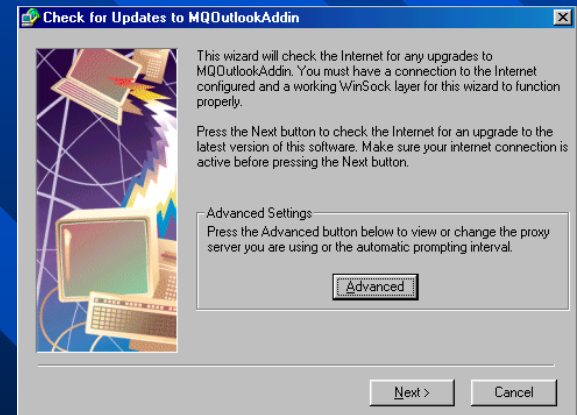 Check for Updates to MQOutlookAddin
This wizard will check the Internet for any upgrades to
MQOutlookAddin. You must have a connection to the Internet
configured and a working WinSock layer for this wizard to function
properly.
Press the Next button to check the Internet for an upgrade to the
latest version of this software. Make sure your internet connection is
active before pressing the Next button.
Advanced Settings
Press the Advanced button below to view or change the proxy
server you are using or the automatic prompting interval.
Advanced
Next >
Cancel